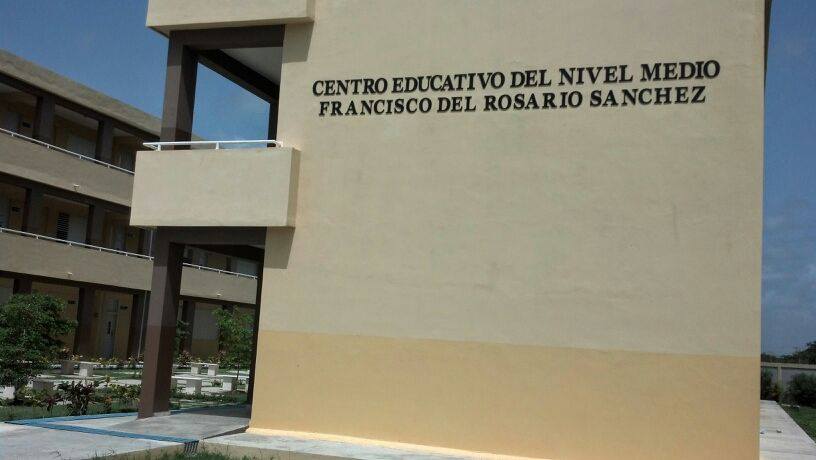 CENTRO EDUCATIVO DEL NIVEL MEDIO
FRANCISCO DEL ROSARIO SANCHEZ